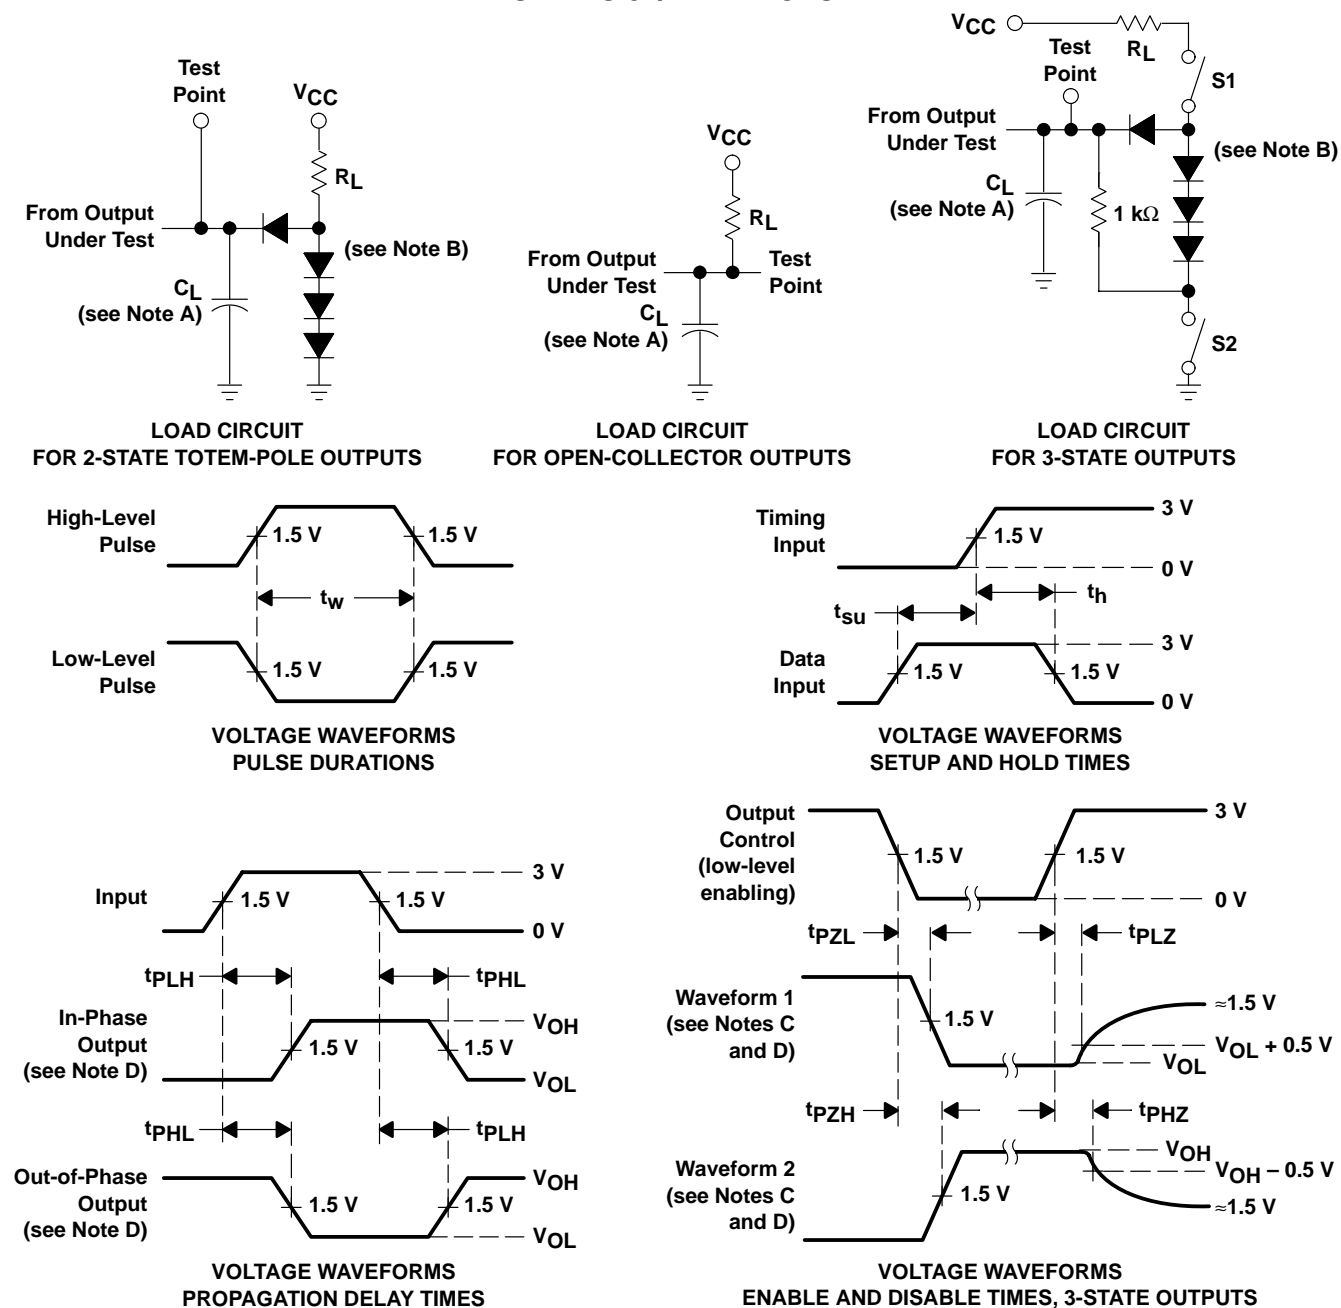 Test
Point
VCC
RL
From Output
Under Test
(see Note B)
CL
(see Note A)
LOAD CIRCUIT
FOR 2-STATE TOTEM-POLE OUTPUTS
VCC
RL
From Output
Under Test
Test
Point
CL
(see Note A)
LOAD CIRCUIT
FOR OPEN-COLLECTOR OUTPUTS
VCC
RL
Test
Point
S1
From Output
Under Test
(see Note B)
CL
(see Note A)
1 kΩ
S2
LOAD CIRCUIT
FOR 3-STATE OUTPUTS
High-Level
Pulse
1.5 V
1.5 V
tw
Low-Level
Pulse
1.5 V
1.5 V
VOLTAGE WAVEFORMS
PULSE DURATIONS
Timing
Input
3 V
1.5 V
0 V
th
tsu
Data
Input
3 V
1.5 V
1.5 V
0 V
VOLTAGE WAVEFORMS
SETUP AND HOLD TIMES
Input
3 V
1.5 V
1.5 V
0 V
tPLH
tPHL
In-Phase
Output
(see Note D)
VOH
1.5 V
1.5 V
VOL
tPHL
tPLH
Out-of-Phase
Output
(see Note D)
VOH
1.5 V
1.5 V
VOL
VOLTAGE WAVEFORMS
PROPAGATION DELAY TIMES
Output
Control
(low-level
enabling)
3 V
1.5 V
1.5 V
0 V
tPZL
tPLZ
Waveform 1
(see Notes C
and D)
1.5 V
≈1.5 V
VOL + 0.5 V
VOL
tPZH
tPHZ
Waveform 2
(see Notes C
and D)
1.5 V
VOH
VOH – 0.5 V
≈1.5 V
VOLTAGE WAVEFORMS
ENABLE AND DISABLE TIMES, 3-STATE OUTPUTS